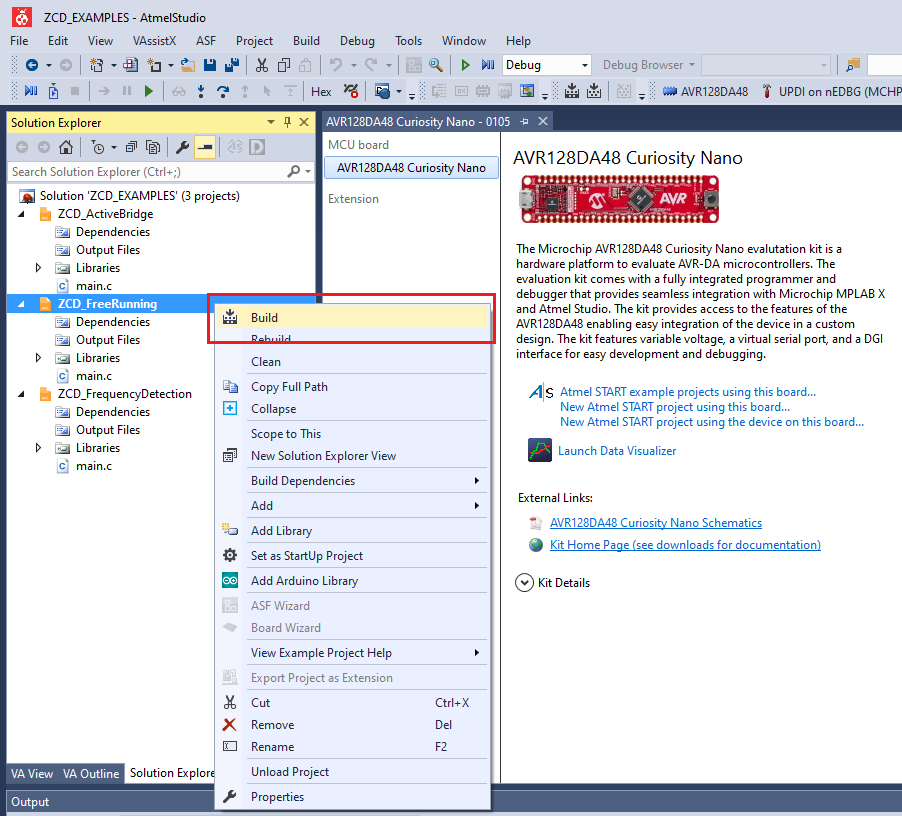 ZCD_EXAMPLES - AtmelStudio
File Edit View VAssistX ASF Project Build Debug Tools Window Help
Debug Debug Browser
Hex AVR128DA48 UPDI on nEDBG (MCHP
Solution Explorer
Search Solution Explorer (Ctrl+;)
Solution 'ZCD_EXAMPLES' (3 projects)
ZCD_ActiveBridge
Dependencies
Output Files
Libraries
main.c
ZCD_FreeRunning
Dependencies
Output Files
Libraries
main.c
ZCD_FrequencyDetection
Dependencies
Output Files
Libraries
main.c
VA View VA Outline Solution Explore
Output
Build
Rebuild
Clean
Copy Full Path
Collapse
Scope to This
New Solution Explorer View
Build Dependencies
Add
Add Library
Set as StartUp Project
Add Arduino Library
ASF Wizard
Board Wizard
View Example Project Help
Export Project as Extension
Cut Ctrl+X
Remove Del
Rename F2
Unload Project
Properties
AVR128DA48 Curiosity Nano - 0105
MCU board
AVR128DA48 Curiosity Nano
Extension
AVR128DA48 Curiosity Nano
AVR
The Microchip AVR128DA48 Curiosity Nano evalutation kit is a
hardware platform to evaluate AVR-DA microcontrollers. The
evaluation kit comes with a fully integrated programmer and
debugger that provides seamless integration with Microchip MPLAB X
and Atmel Studio. The kit provides access to the features of the
AVR128DA48 enabling easy integration of the device in a custom
design. The kit features variable voltage, a virtual serial port, and a DGI
interface for easy development and debugging.
Atmel START example projects using this board...
New Atmel START project using this board...
New Atmel START project using the device on this board...
Launch Data Visualizer
External Links:
AVR128DA48 Curiosity Nano Schematics
Kit Home Page (see downloads for documentation)
Kit Details